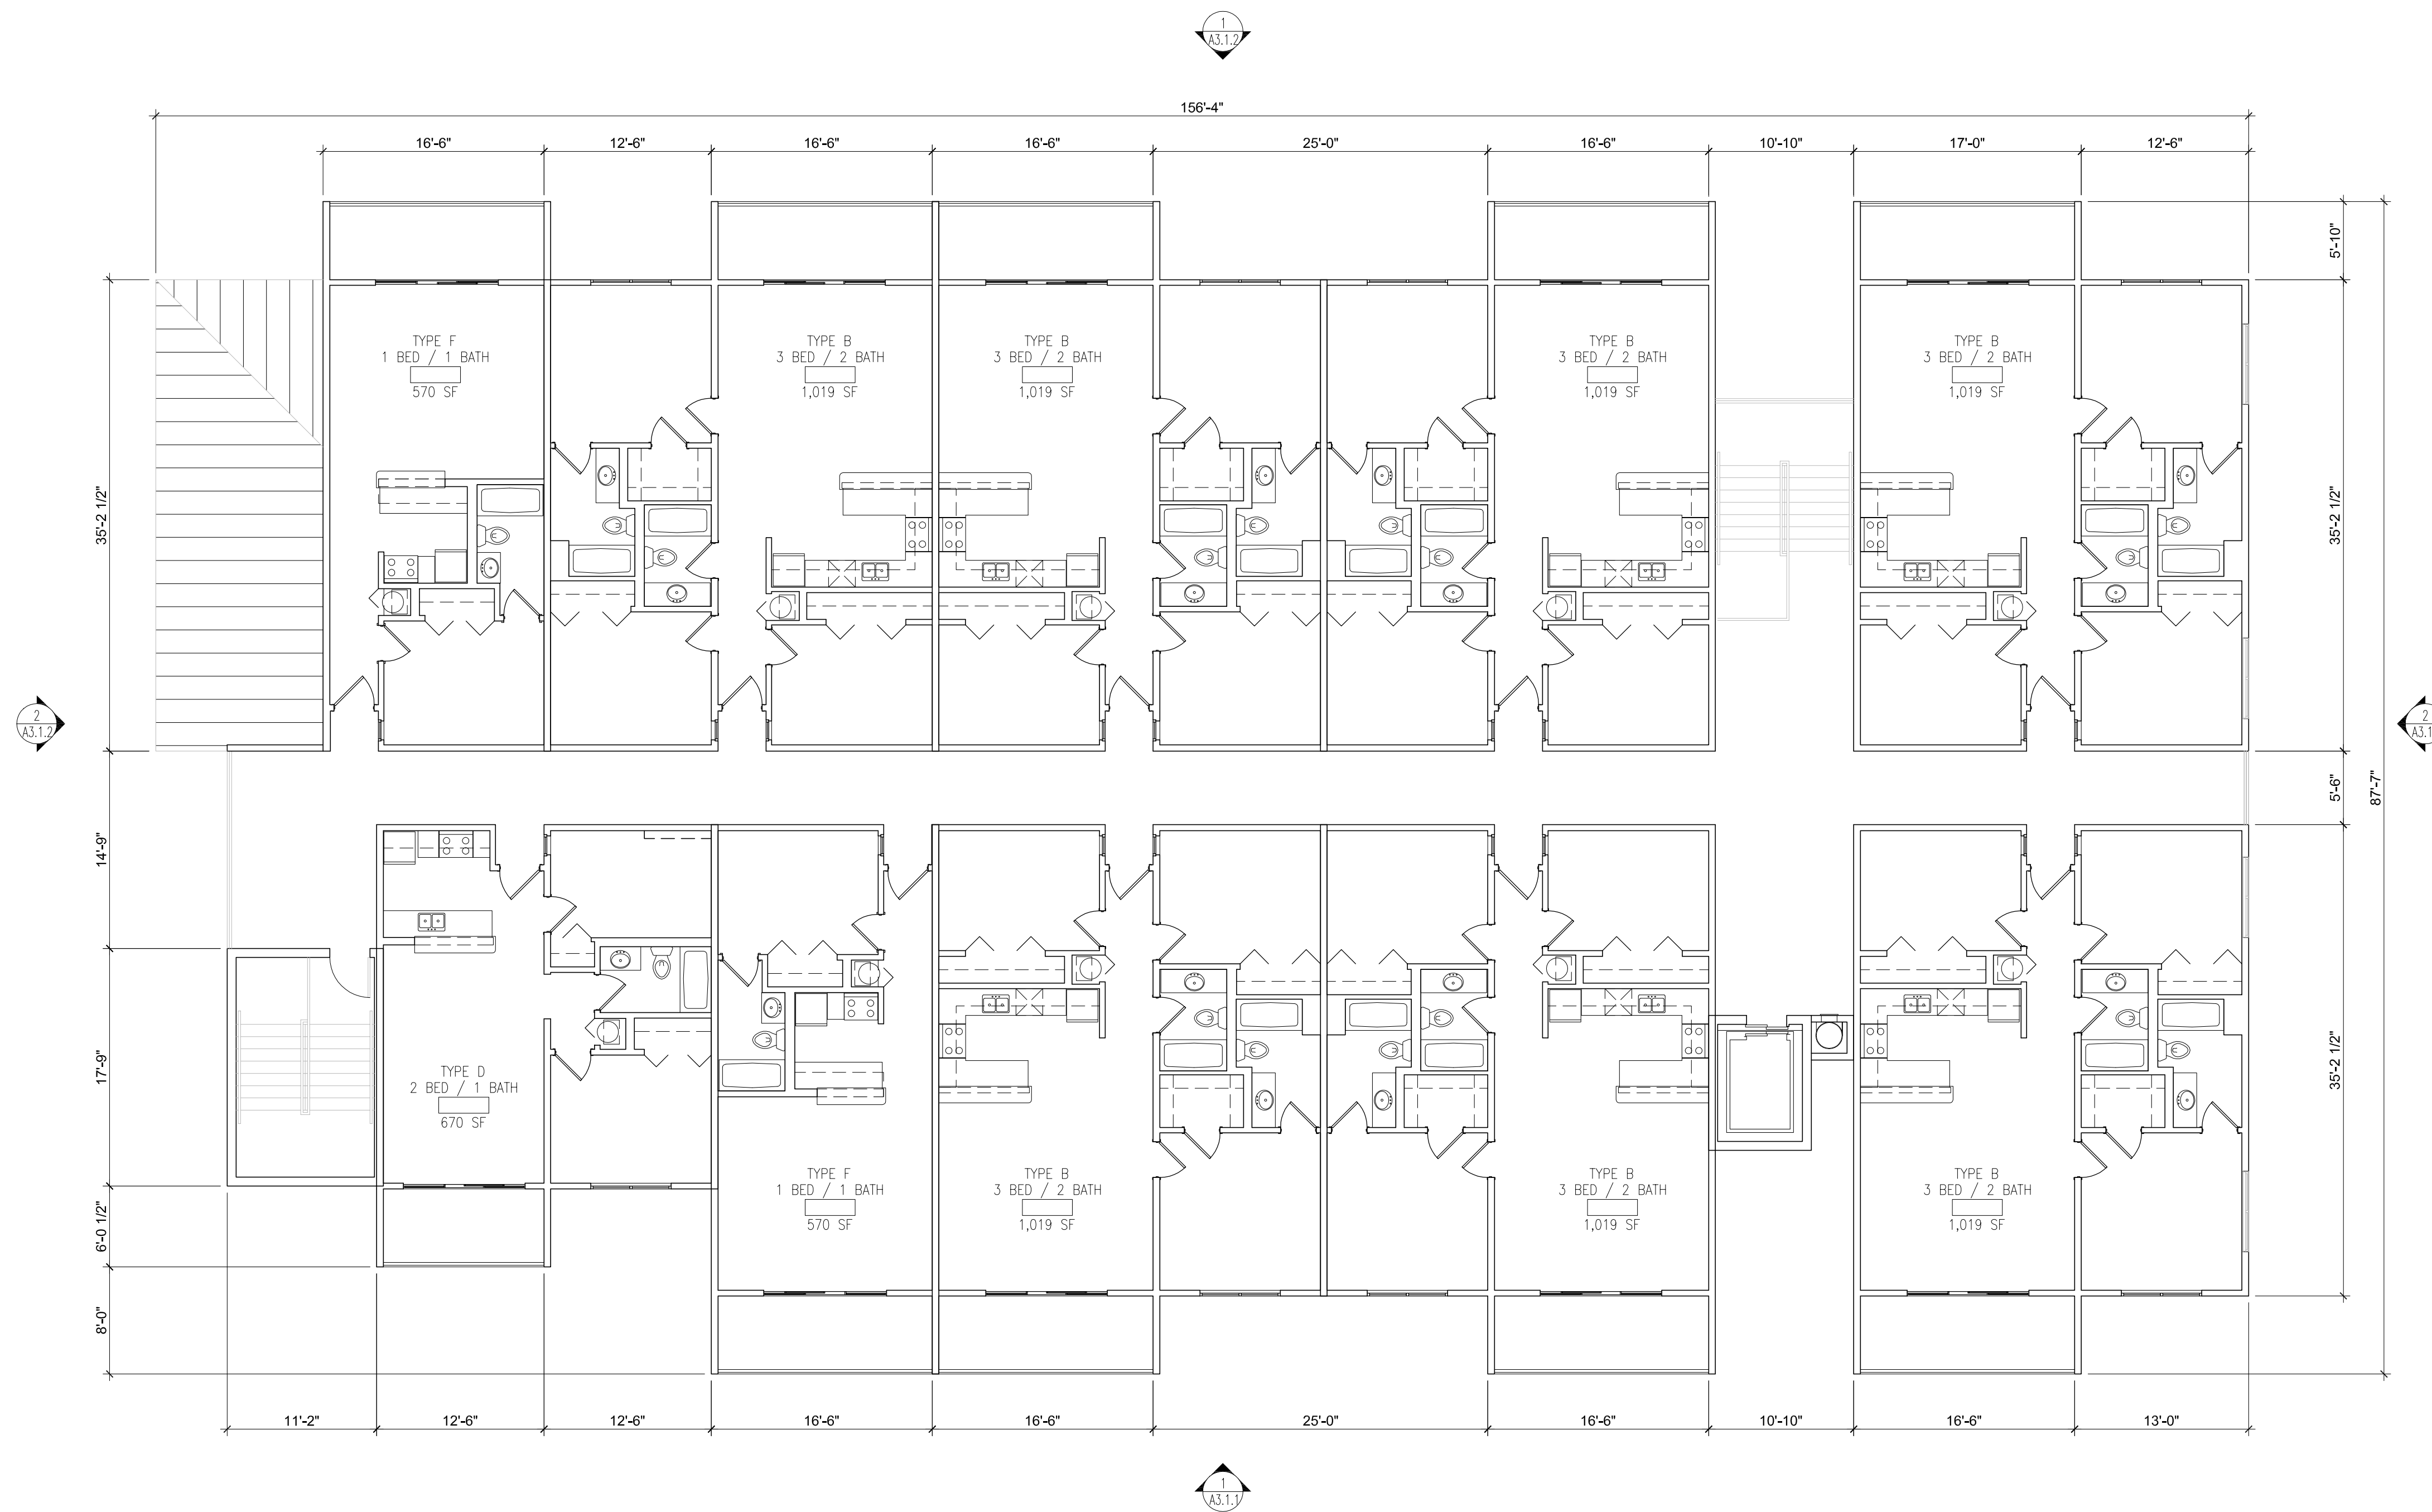 1
A3.1.2
156'-4"
16'-6"
12'-6"
16'-6"
16'-6"
25'-0"
16'-6"
10'-10"
17'-0"
12'-6"
5'-10"
35'-2 1/2"
35'-2 1/2"
TYPE F
1 BED / 1 BATH
570 SF
TYPE B
3 BED / 2 BATH
1,019 SF
TYPE B
3 BED / 2 BATH
1,019 SF
TYPE B
3 BED / 2 BATH
1,019 SF
TYPE B
3 BED / 2 BATH
1,019 SF
2
A3.1.2
2
A3.1
14'-9"
5'-6"
87'-7"
17'-9"
35'-2 1/2"
6'-0 1/2"
8'-0"
TYPE D
2 BED / 1 BATH
670 SF
TYPE F
1 BED / 1 BATH
570 SF
TYPE B
3 BED / 2 BATH
1,019 SF
TYPE B
3 BED / 2 BATH
1,019 SF
TYPE B
3 BED / 2 BATH
1,019 SF
11'-2"
12'-6"
12'-6"
16'-6"
16'-6"
25'-0"
16'-6"
10'-10"
16'-6"
13'-0"
1
A3.1.1